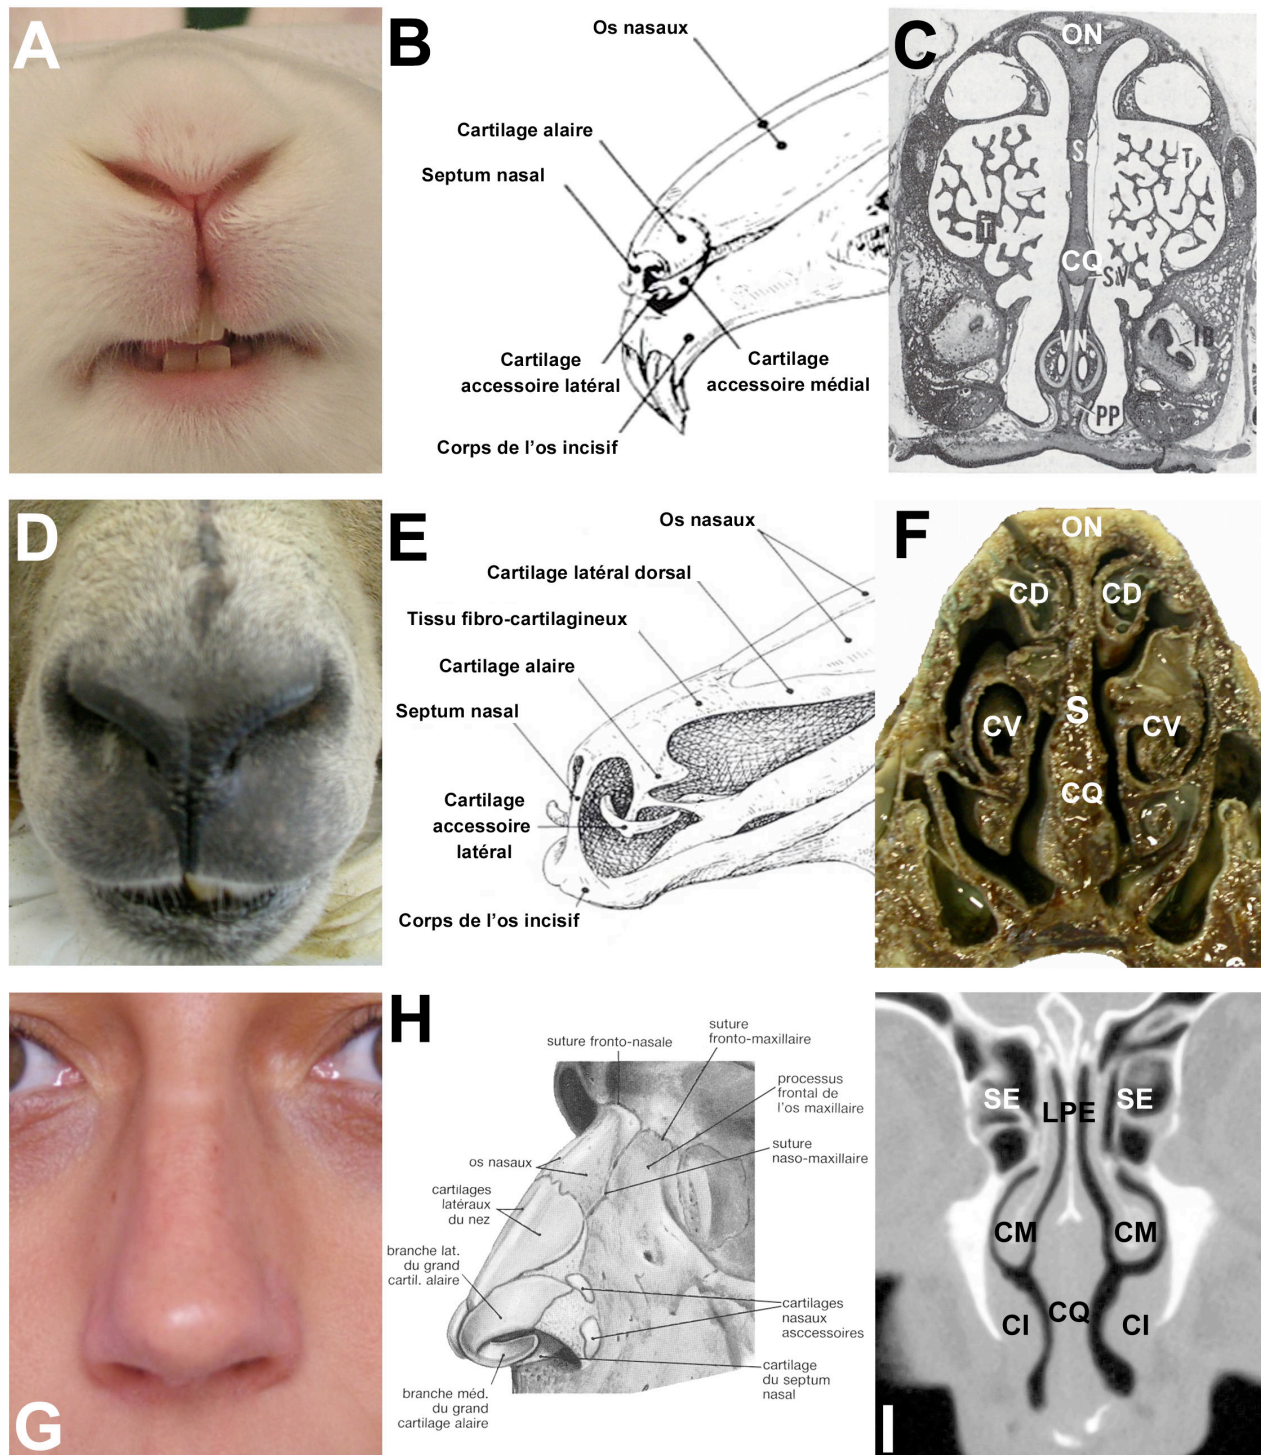 A
B
Os nasaux
Cartilage alaire
Septum nasal
Cartilage
accessoire latéral
Cartilage
accessoire médial
Corps de l'os incisif
C
ON
S
T
T
CQ
SV
VN
IB
PP
D
E
Os nasaux
Cartilage latéral dorsal
Tissu fibro-cartilagineux
Cartilage alaire
Septum nasal
Cartilage
accessoire
latéral
Corps de l'os incisif
F
ON
CD
CD
S
CV
CV
CQ
G
H
suture fronto-nasale
suture
fronto-maxillaire
processus
frontal de
l'os maxillaire
suture
naso-maxillaire
os nasaux
cartilages
latéraux
du nez
branche lat.
du grand
cartil. alaire
cartilages
nasaux
asccessoires
cartilage
du septum
nasal
branche méd.
du grand
cartilage alaire
I
SE
LPE
SE
CM
CM
CQ
CI
CI